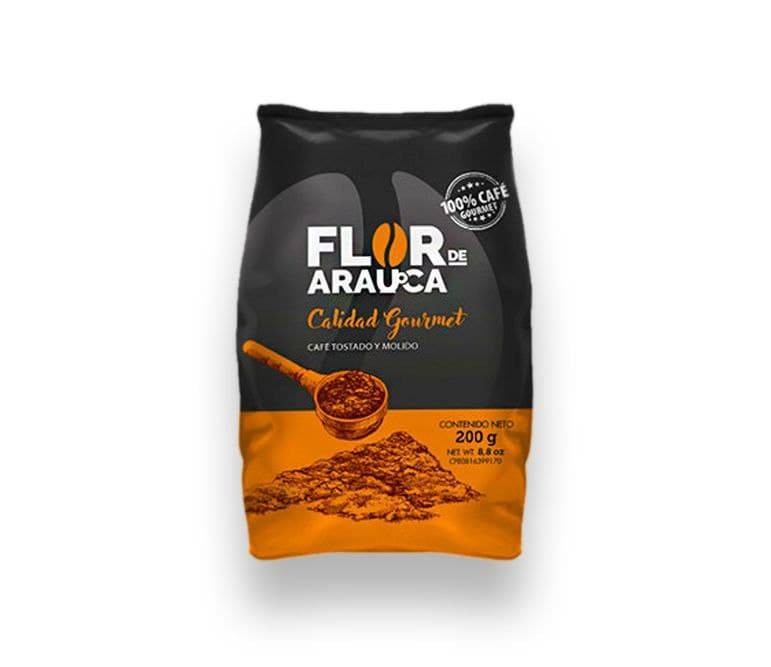 100% CAFÉ
GOURMET
FLOR DE
ARAUCA
Calidad Gourmet
CAFÉ TOSTADO Y MOLIDO
CONTENIDO NETO
200 g
NET. WT. 8,8 oz
CPE0816399170